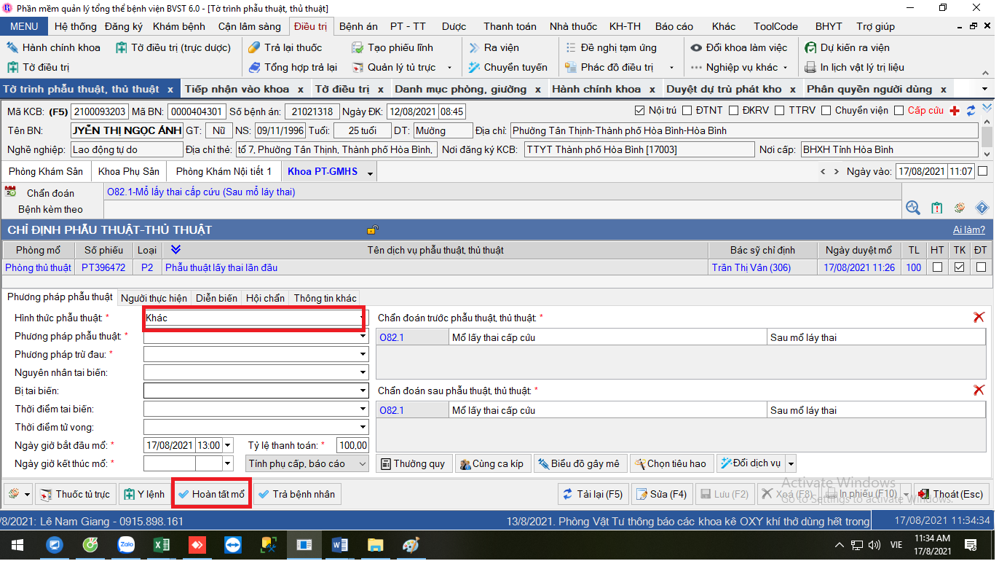 Phần mềm quản lý tổng thể bệnh viện BVST 6.0 - [Tờ trình phẫu thuật, thủ thuật]
MENU Hệ thống Đăng ký Khám bệnh Cận lâm sàng Điều trị Bệnh án PT - TT Dược Thanh toán Nhà thuốc KH-TH Báo cáo Khác ToolCode BHYT Trợ giúp
Hành chính khoa Tờ điều trị (trực dược) Trả lại thuốc Tạo phiếu lĩnh Ra viện Đề nghị tạm ứng Đổi khoa làm việc Dự kiến ra viện
Tờ điều trị Tổng hợp trả lại Quản lý tủ trực Chuyển tuyến Phác đồ điều trị Nghiệp vụ khác In lịch vật lý trị liệu
Tờ trình phẫu thuật, thủ thuật x Tiếp nhận vào khoa x Tờ điều trị x Danh mục phòng, giường x Hành chính khoa x Duyệt dự trù phát kho x Phân quyền người dùng x
Mã KCB: (F5) 2100093203 Mã BN: 0000404301 Số bệnh án: 21021318 Ngày ĐK: 12/08/2021 08:45 Nội trú ĐTNT ĐKRV TTRV Chuyển viện Cấp cứu
Tên BN: JYỄN THỊ NGỌC ÁNH GT: Nữ NS: 09/11/1996 Tuổi: 25 tuổi DT: Mường Địa chỉ: Phường Tân Thịnh-Thành phố Hòa Bình-Hòa Bình
Nghề nghiệp: Lao động tự do Địa chỉ thẻ: tổ 7, Phường Tân Thịnh, Thành phố Hòa Bình, Nơi đăng ký KCB: TTYT Thành phố Hòa Bình [17003] Nơi cấp: BHXH Tỉnh Hòa Bình
Phòng Khám Sản Khoa Phụ Sản Phòng Khám Nội tiết 1 Khoa PT-GMHS Ngày vào: 17/08/2021 11:07
Chẩn đoán O82.1-Mổ lấy thai cấp cứu (Sau mổ láy thai)
Bệnh kèm theo
CHỈ ĐỊNH PHẪU THUẬT-THỦ THUẬT Ai làm?
Phòng mổ Số phiếu Loại Tên dịch vụ phẫu thuật, thủ thuật Bác sỹ chỉ định Ngày duyệt mổ TL HT TK ĐT
Phòng thủ thuật PT396472 P2 Phẫu thuật lấy thai lần đầu Trần Thị Vân (306) 17/08/2021 11:26 100
Phương pháp phẫu thuật Người thực hiện Diễn biến Hội chẩn Thông tin khác
Hình thức phẫu thuật: * Khác Chẩn đoán trước phẫu thuật, thủ thuật: *
Phương pháp phẫu thuật: * O82.1 Mổ lấy thai cấp cứu Sau mổ láy thai
Phương pháp trừ đau: *
Nguyên nhân tai biến:
Bị tai biến: Chẩn đoán sau phẫu thuật, thủ thuật: *
Thời điểm tai biến: O82.1 Mổ lấy thai cấp cứu Sau mổ láy thai
Thời điểm tử vong:
Ngày giờ bắt đầu mổ: * 17/08/2021 13:00 Tỷ lệ thanh toán: * 100,00
Ngày giờ kết thúc mổ: * Tính phụ cấp, báo cáo Thường quy Cùng ca kíp Biểu đồ gây mê Chọn tiêu hao Đổi dịch vụ
Activate Windows
Thuốc tủ trực Y lệnh Hoàn tất mổ Trả bệnh nhân Tải lại (F5) Sửa (F4) Lưu (F2) Xoá (F8) In phiếu (F10) Thoát (Esc)
Go to Settings to activate Windows.
/8/2021: Lê Nam Giang - 0915.898.161 13/8/2021. Phòng Vật Tư thông báo các khoa kê OXY khí thở dùng hết trong 17/08/2021 11:34:34
Zalo VIE 11:34 AM
17/8/2021